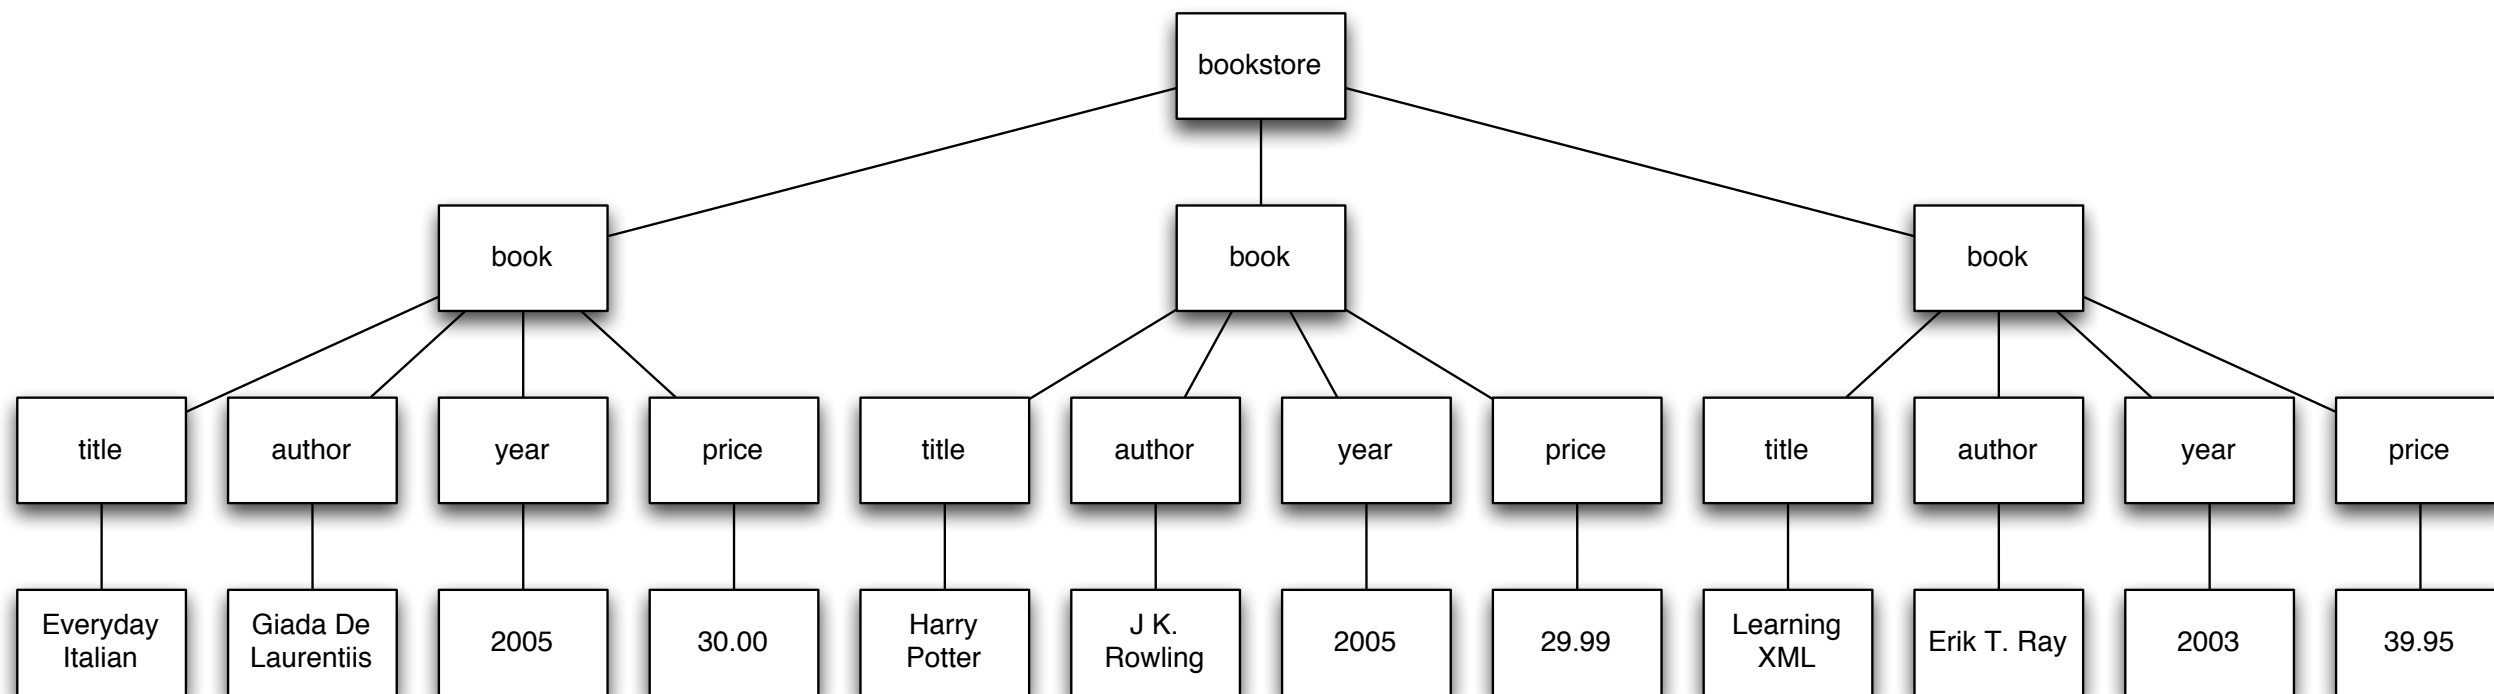 bookstore
book
book
book
title
author
year
price
title
author
year
price
title
author
year
price
Everyday
Italian
Giada De
Laurentiis
2005
30.00
Harry
Potter
J K.
Rowling
2005
29.99
Learning
XML
Erik T. Ray
2003
39.95